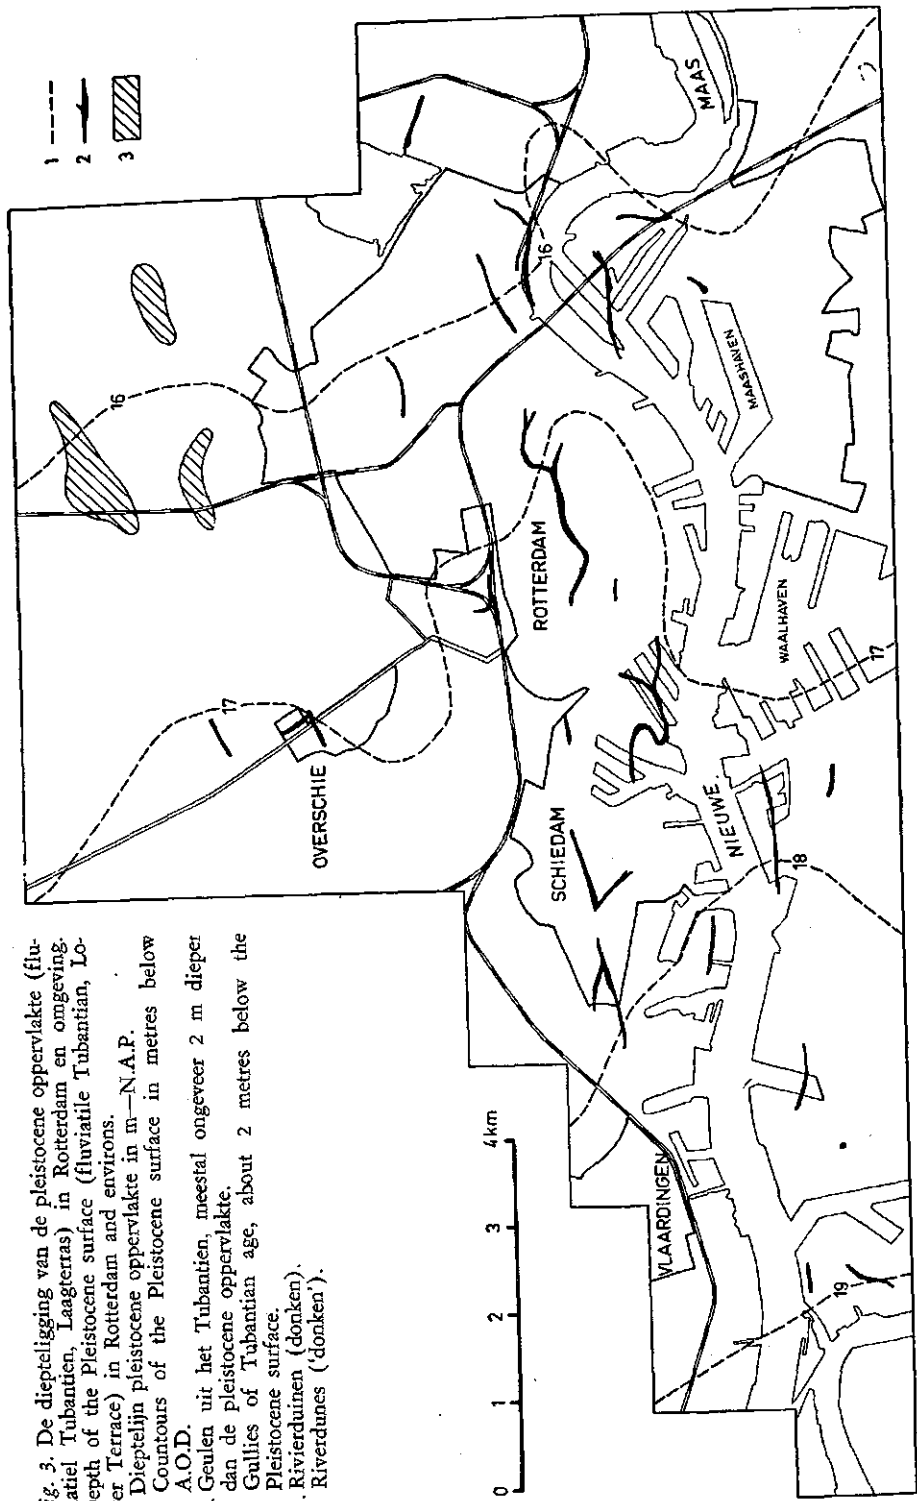 ig. 3. De diepteligging van de pleistocene oppervlakte (flu-
atiel Tubantien, Laagterras) in Rotterdam en omgeving.
epth of the Pleistocene surface (fluviatile Tubantian, Lo-
er Terrace) in Rotterdam and environs.
Dieptelijn pleistocene oppervlakte in m—N.A.P.
Countours of the Pleistocene surface in metres below
A.O.D.
. Geulen uit het Tubantien, meestal ongeveer 2 m dieper
dan de pleistocene oppervlakte.
Gullies of Tubantian age, about 2 metres below the
Pleistocene surface.
. Rivierduinen (donken).
Riverdunes ('donken').
1
2
3
0 1 2 3 4km
OVERSCHIE
ROTTERDAM
SCHIEDAM
VLAARDINGEN
NIEUWE
MAAS
MAASHAVEN
WAALHAVEN
16
16
17
17
18
19